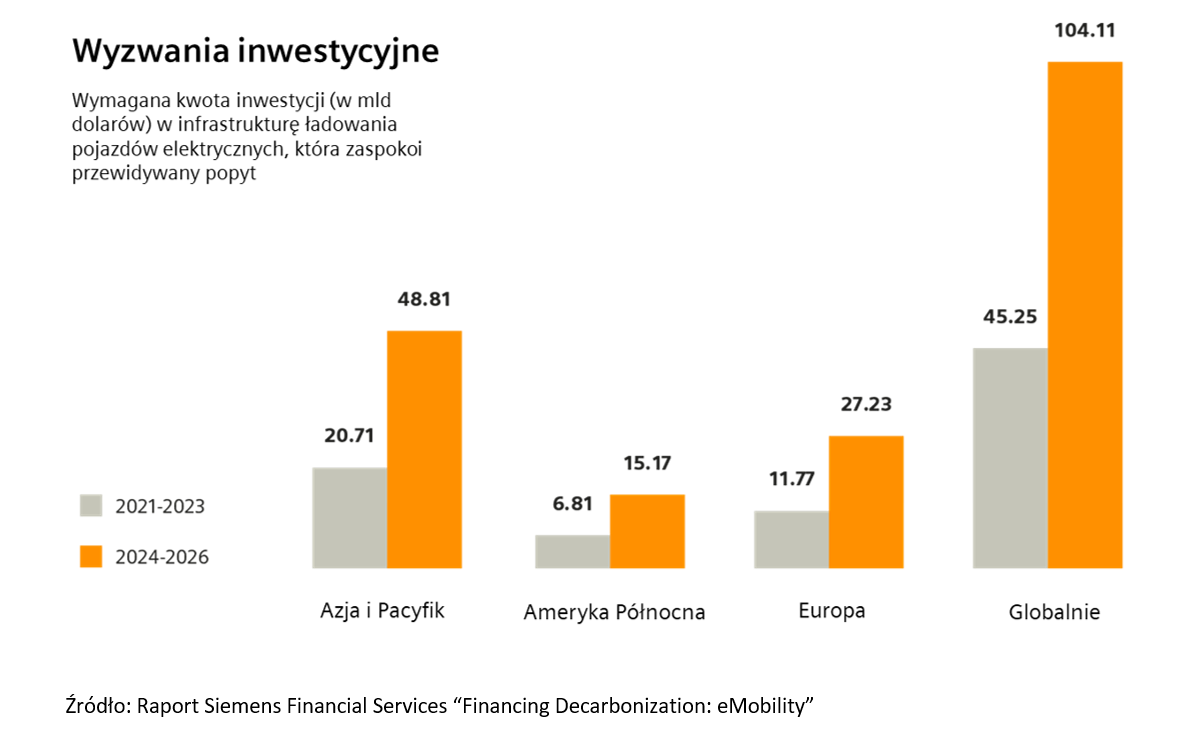 Wyzwania inwestycyjne
Wymagana kwota inwestycji (w mld
dolarów) w infrastrukturę ładowania
pojazdów elektrycznych, która zaspokoi
przewidywany popyt
104.11
48.81
45.25
27.23
20.71
15.17
11.77
6.81
2021-2023
2024-2026
Azja i Pacyfik
Ameryka Północna
Europa
Globalnie
Źródło: Raport Siemens Financial Services “Financing Decarbonization: eMobility”